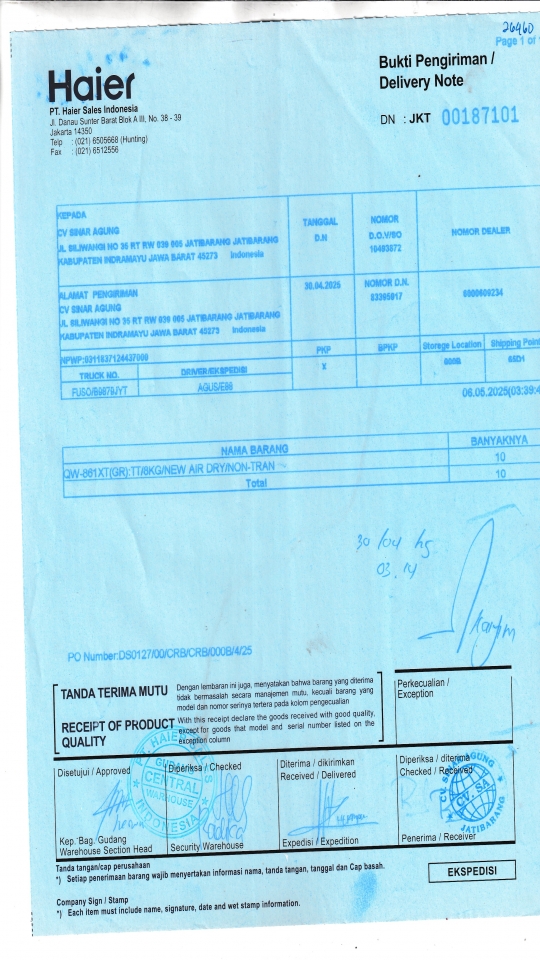 26460
Page 1 of
Haier
Bukti Pengiriman /
Delivery Note
PT. Haier Sales Indonesia
Jl. Danau Sunter Barat Blok A III, No. 38 - 39
Jakarta 14350
Telp : (021) 6505668 (Hunting)
Fax : (021) 6512556
DN : JKT 00187101
KEPADA
CV SINAR AGUNG
JL SILIWANGI NO 35 RT RW 030 005 JATIBARANG JATIBARANG
KABUPATEN INDRAMAYU JAWA BARAT 45273 Indonesia
TANGGAL
D.N
NOMOR
D.O.V/SO
10493872
NOMOR DEALER
ALAMAT PENGIRIMAN
CV SINAR AGUNG
JL SILIWANGI NO 35 RT RW 030 005 JATIBARANG JATIBARANG
KABUPATEN INDRAMAYU JAWA BARAT 45273 Indonesia
30.04.2025
NOMOR D.N.
83395917
8000600234
NPWP:0311837124437000
PKP
BPKP
Storage Location
Shipping Point
TRUCK NO.
DRIVER/EKSPEDISI
X
000B
65D1
FUSO/B9879JYT
AGUS/E88
06.05.2025(03:39:4
NAMA BARANG
BANYAKNYA
QW-861XT(GR):TT/8KG/NEW AIR DRY/NON-TRAN
10
Total
10
30/04
03.14
PO Number:DS0127/00/CRB/CRB/000B/4/25
TANDA TERIMA MUTU
Dengan lembaran ini juga, menyatakan bahwa barang yang diterima
tidak bermasalah secara manajemen mutu, kecuali barang yang
model dan nomor serinya tertera pada kolom pengecualian
RECEIPT OF PRODUCT
QUALITY
With this receipt declare the goods received with good quality,
except for goods that model and serial number listed on the
exception column
Perkecualian /
Exception
Disetujui / Approved
Diperiksa / Checked
Diterima / dikirimkan
Received / Delivered
Diperiksa / diterima
Checked / Received
GUDANG
CENTRAL
WAREHOUSE
INDONESIA
CV. SINAR AGUNG
CV. SA
JATIBARANG
Kep. Bag. Gudang
Warehouse Section Head
Security Warehouse
Expedisi / Expedition
Penerima / Receiver
Tanda tangan/cap perusahaan
*) Setiap penerimaan barang wajib menyertakan informasi nama, tanda tangan, tanggal dan Cap basah.
EKSPEDISI
Company Sign / Stamp
*) Each item must include name, signature, date and wet stamp information.